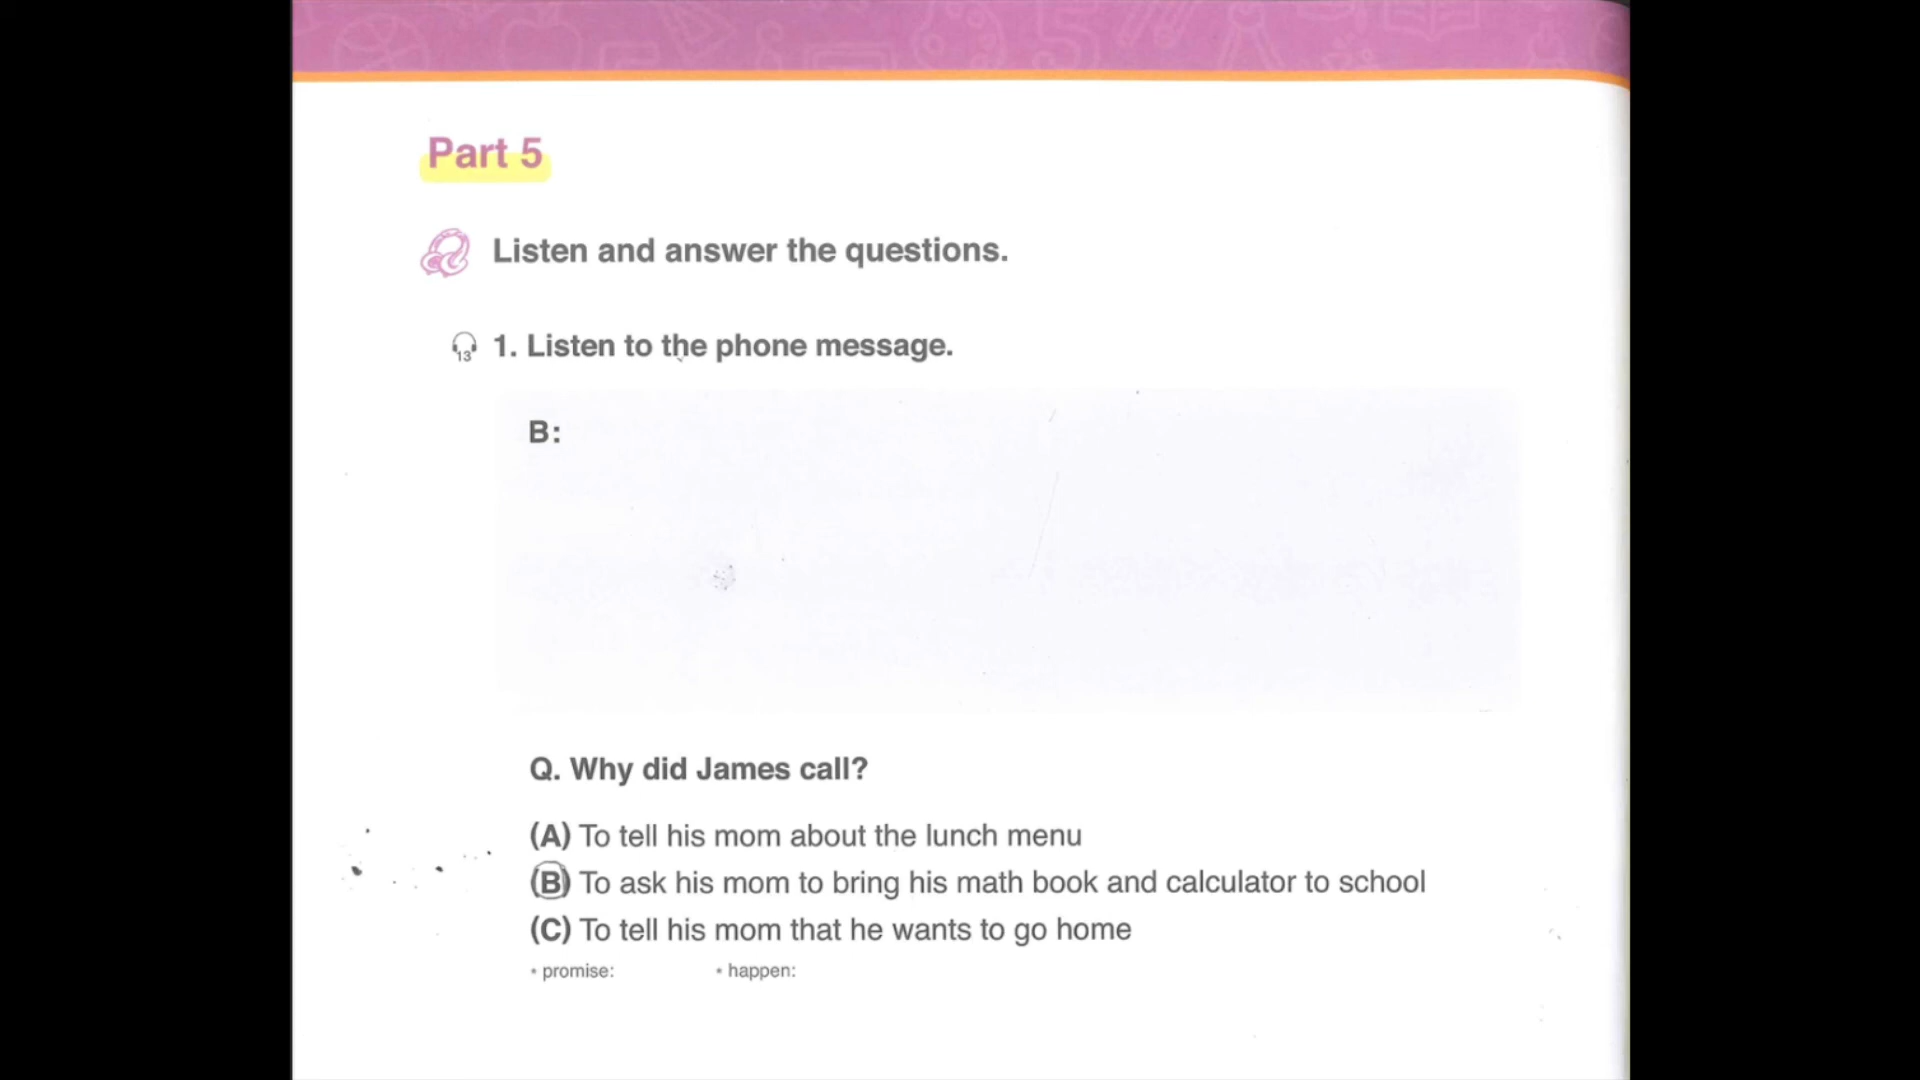 Part 5
Listen and answer the questions.
13 1. Listen to the phone message.
B:
Q. Why did James call?
(A) To tell his mom about the lunch menu
(B) To ask his mom to bring his math book and calculator to school
(C) To tell his mom that he wants to go home
* promise: * happen: